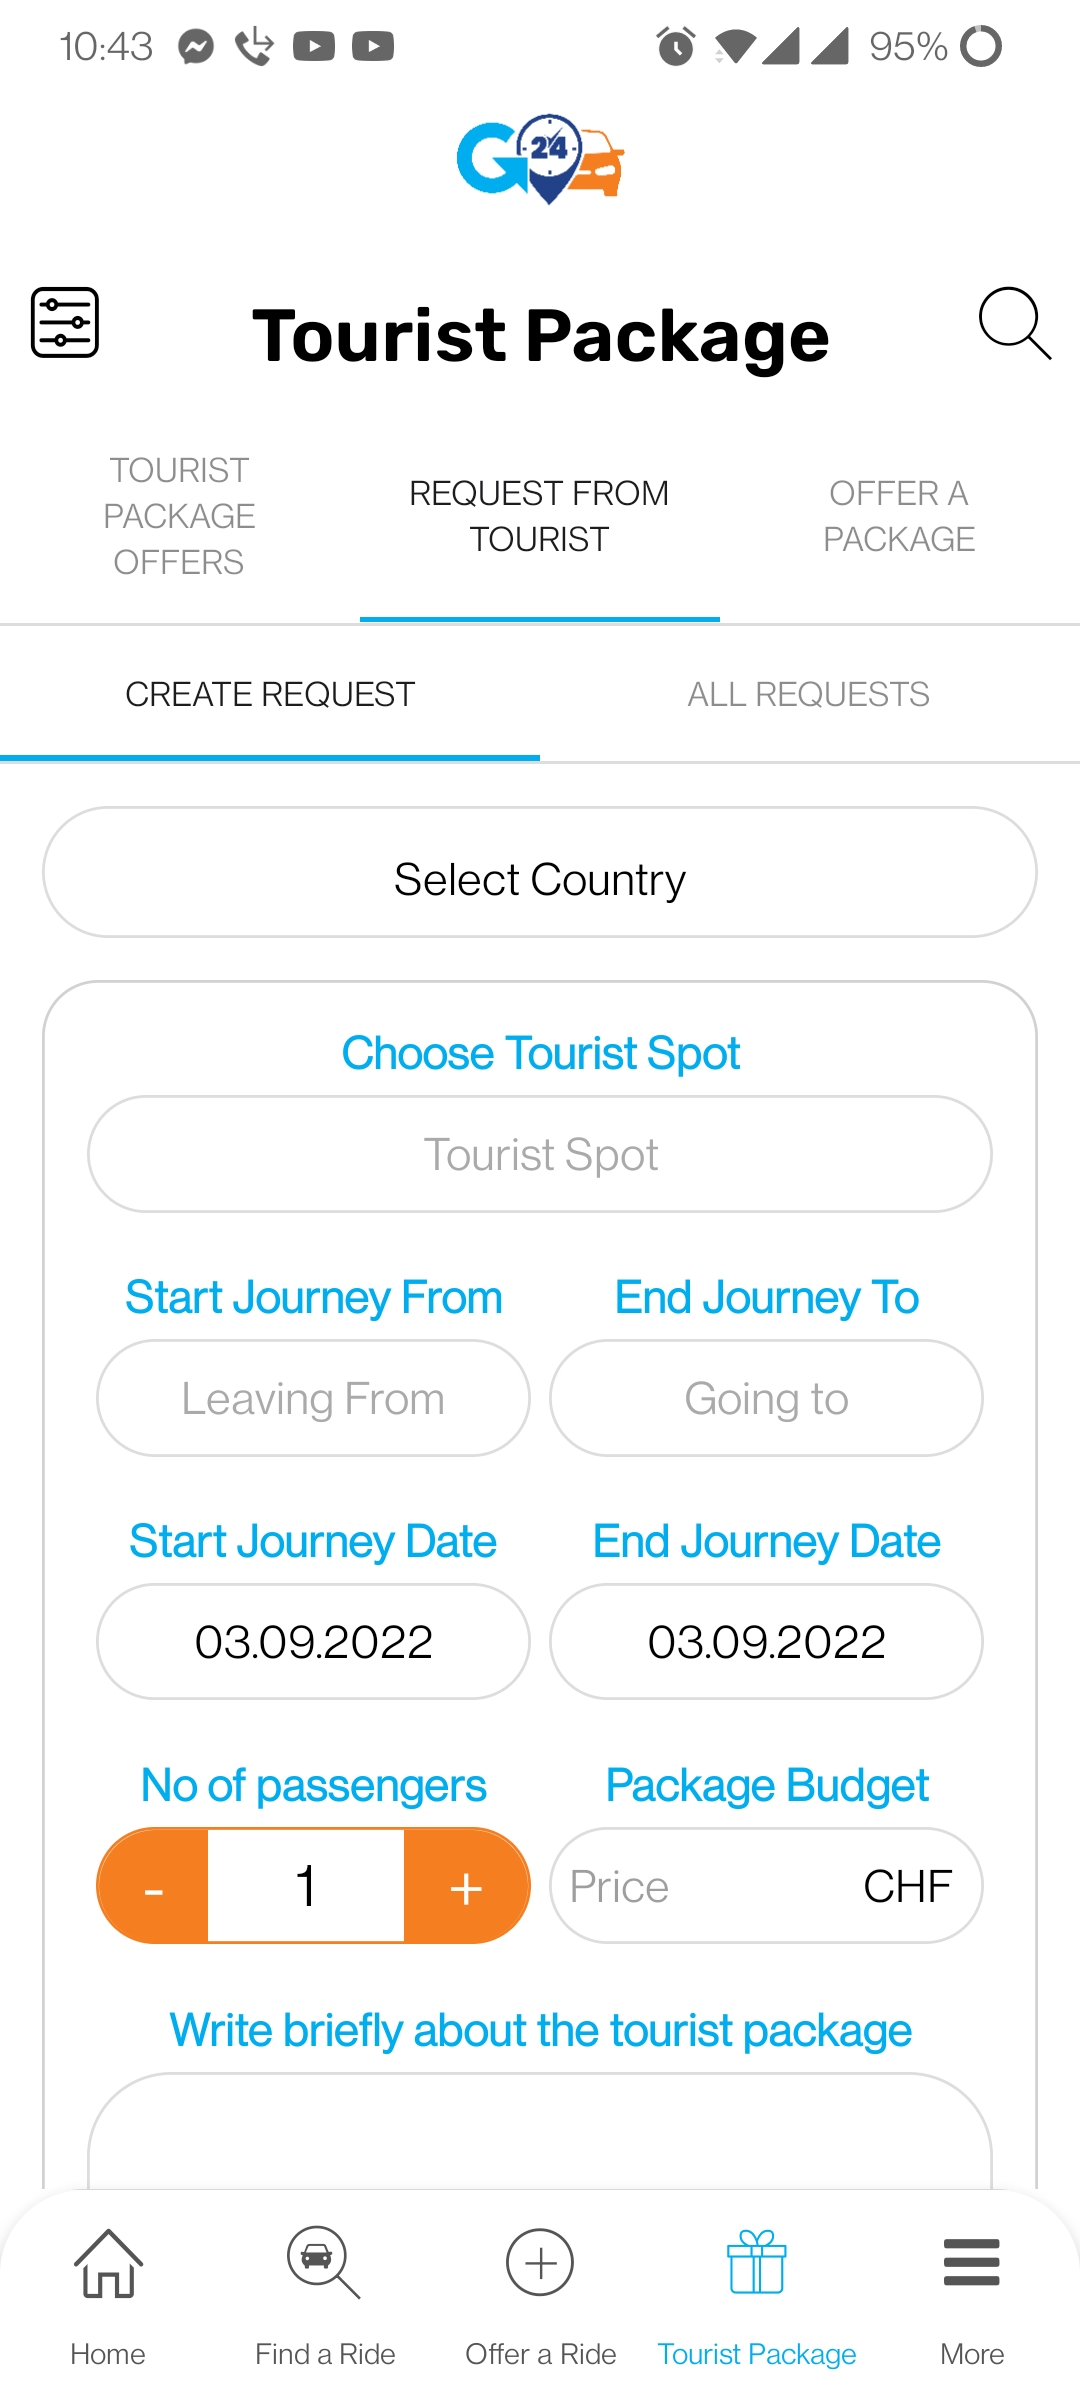 10:43 95%
G 24
Tourist Package
TOURIST
PACKAGE
OFFERS
REQUEST FROM
TOURIST
OFFER A
PACKAGE
CREATE REQUEST
ALL REQUESTS
Select Country
Choose Tourist Spot
Tourist Spot
Start Journey From
End Journey To
Leaving From
Going to
Start Journey Date
End Journey Date
03.09.2022
03.09.2022
No of passengers
Package Budget
- 1 +
Price CHF
Write briefly about the tourist package
Home
Find a Ride
Offer a Ride
Tourist Package
More